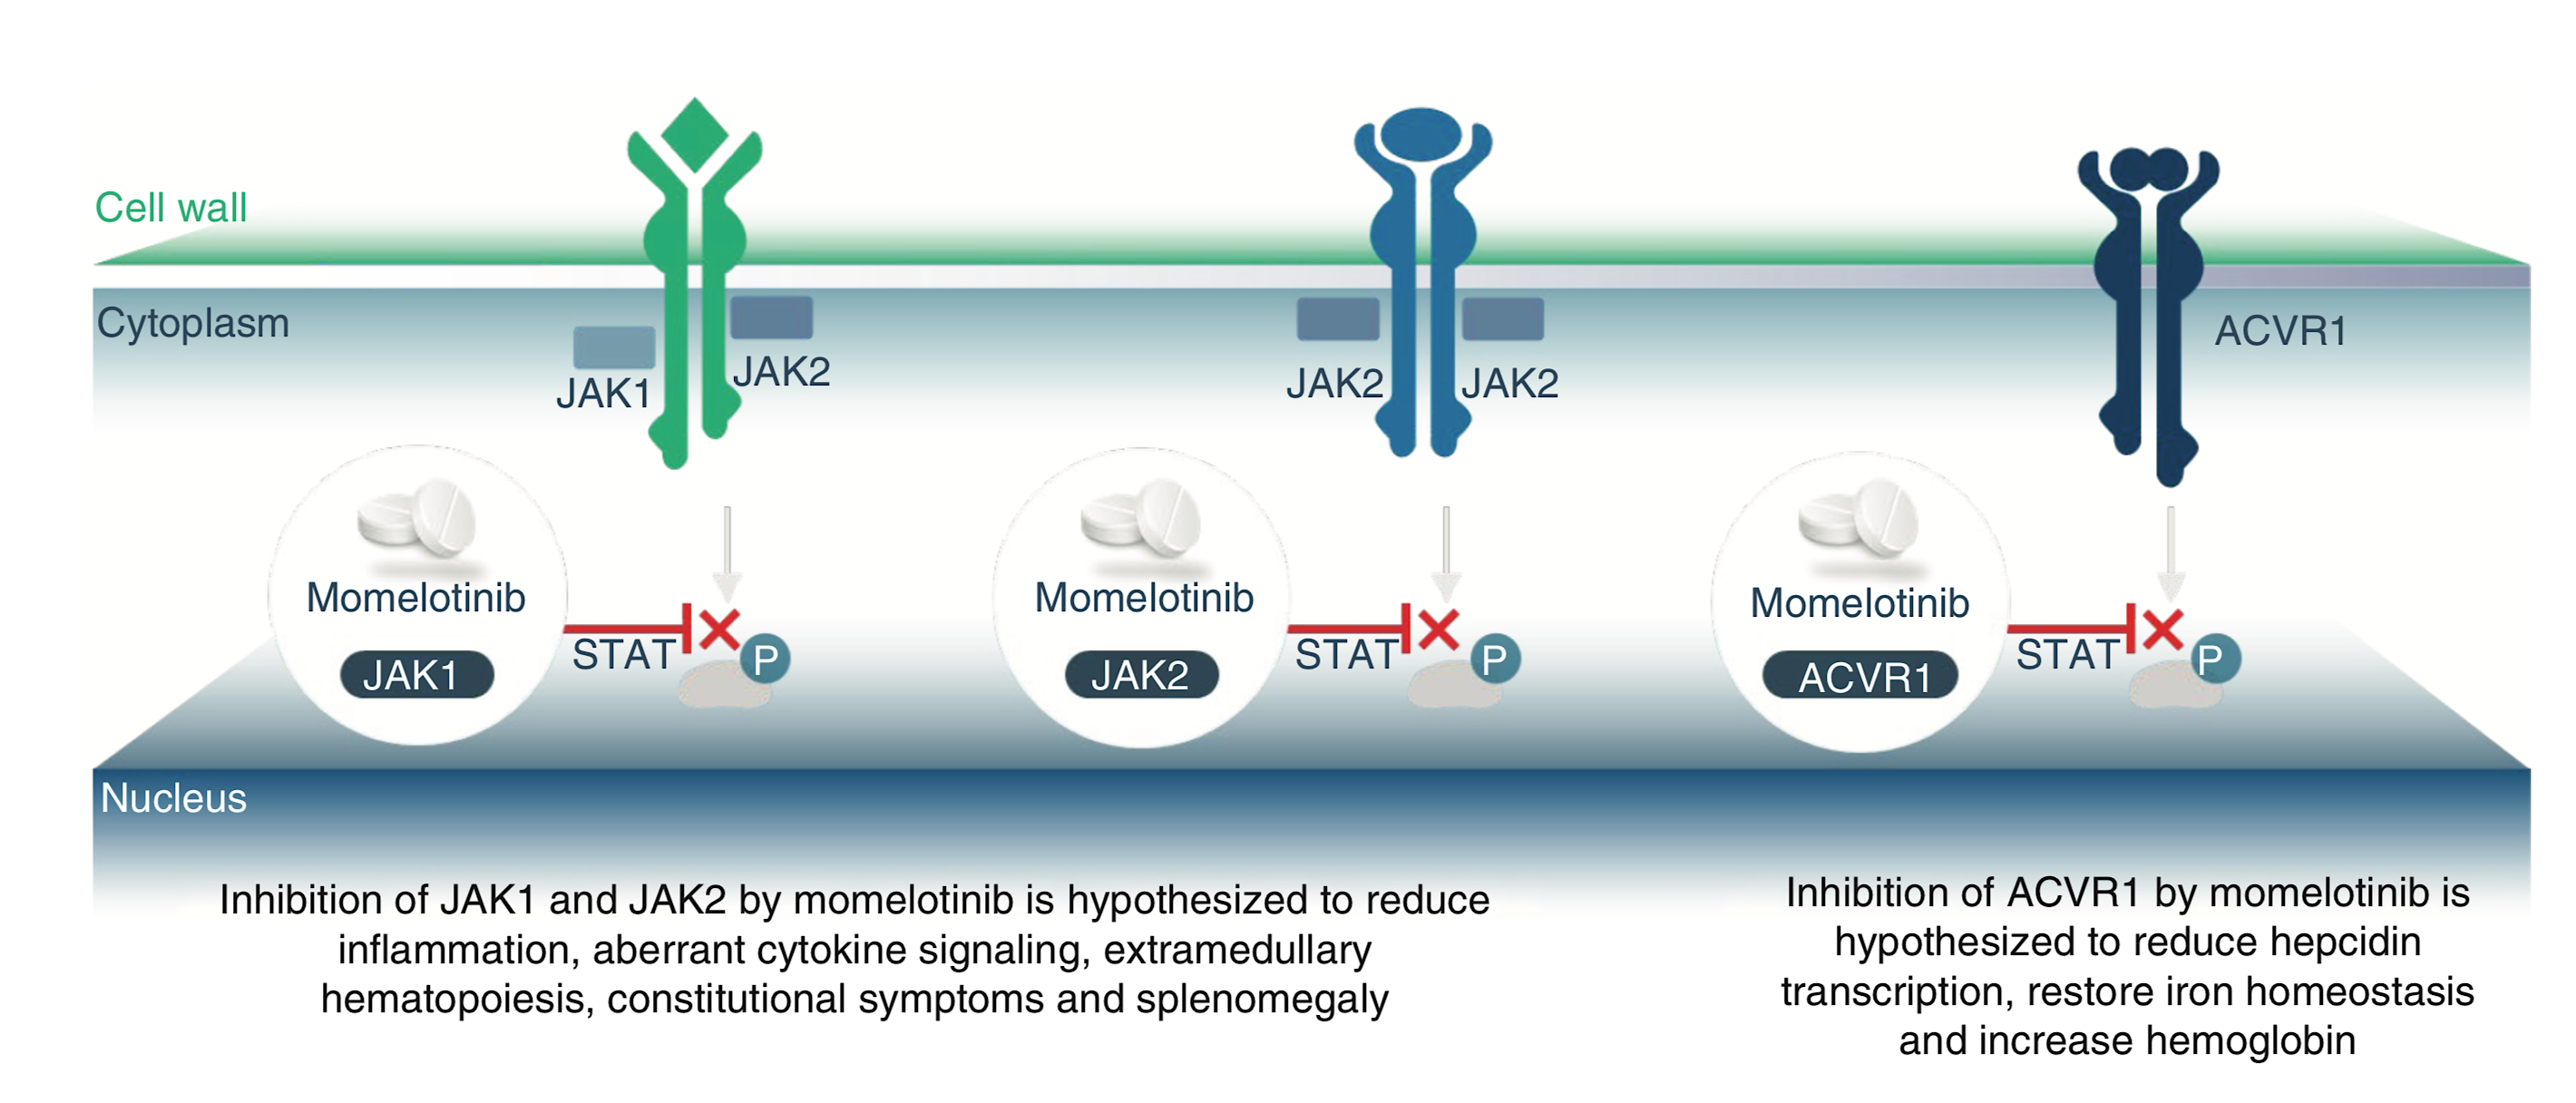 Cell wall
Cytoplasm
JAK1
JAK2
JAK2
JAK2
ACVR1
Momelotinib
JAK1
STAT
P
Momelotinib
JAK2
STAT
P
Momelotinib
ACVR1
STAT
P
Nucleus
Inhibition of JAK1 and JAK2 by momelotinib is hypothesized to reduce
inflammation, aberrant cytokine signaling, extramedullary
hematopoiesis, constitutional symptoms and splenomegaly
Inhibition of ACVR1 by momelotinib is
hypothesized to reduce hepcidin
transcription, restore iron homeostasis
and increase hemoglobin